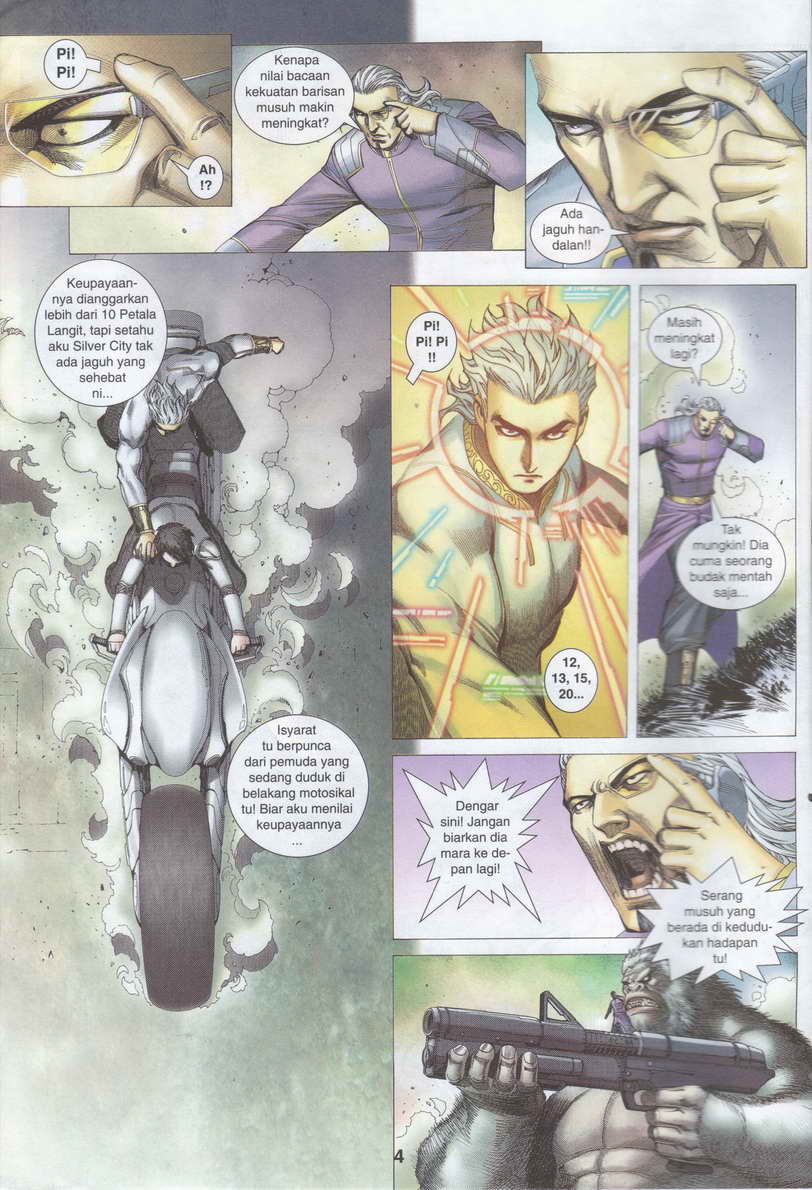 Pi!
Pi!
Ah
!?
Kenapa
nilai bacaan
kekuatan barisan
musuh makin
meningkat?
Ada
jaguh han-
dalan!!
Keupayaan-
nya dianggarkan
lebih dari 10 Petala
Langit, tapi setahu
aku Silver City tak
ada jaguh yang
sehebat
ni...
Isyarat
tu berpunca
dari pemuda yang
sedang duduk di
belakang motosikal
tu! Biar aku menilai
keupayaannya
...
Pi!
Pi! Pi
!!
12,
13, 15,
20...
Masih
meningkat
lagi?
Tak
mungkin! Dia
cuma seorang
budak mentah
saja...
Dengar
sini! Jangan
biarkan dia
mara ke de-
pan lagi!
Serang
musuh yang
berada di kedudu-
kan hadapan
tu!
4